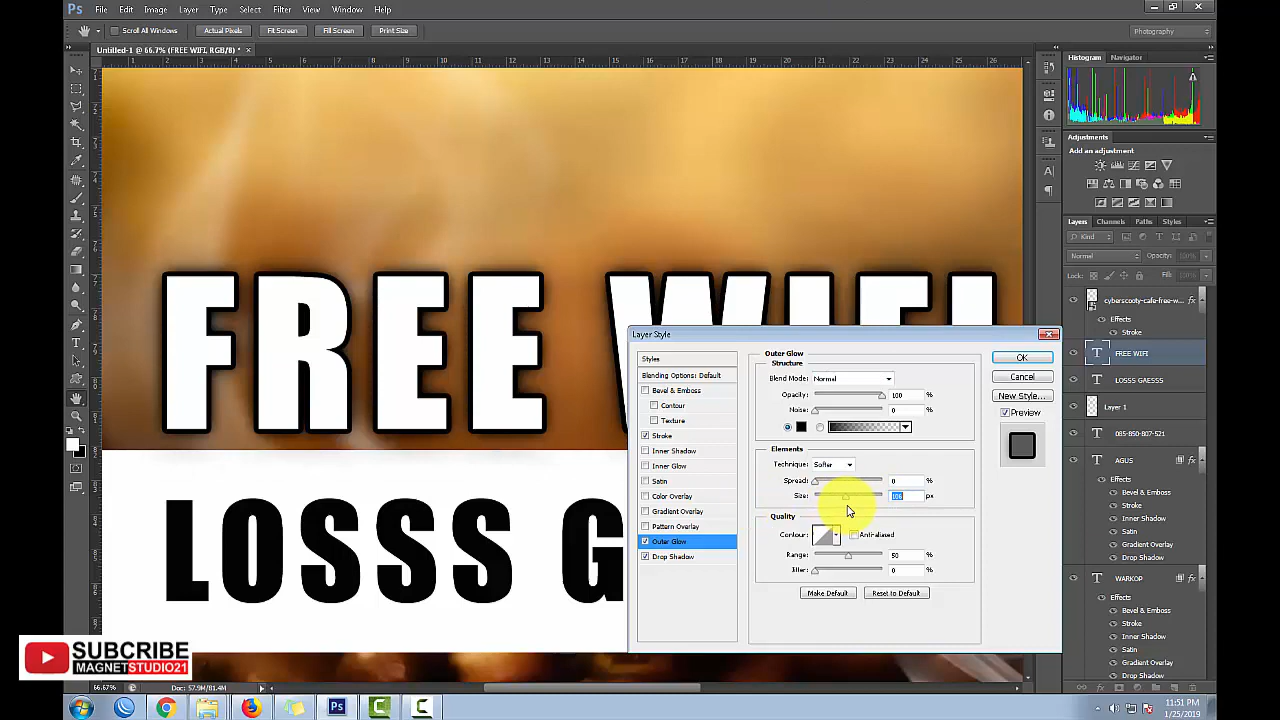 Ps File Edit Image Layer Type Select Filter View Window Help
Scroll All Windows Actual Pixels Fit Screen Fill Screen Print Size Photography
Untitled-1 @ 66.7% (FREE WIFI, RGB/8) *
Histogram Navigator
Adjustments
Add an adjustment
Layers Channels Paths Styles
Kind
Normal Opacity: 100%
Lock: Fill: 100%
cyberscooty-cafe-free-w...
Effects
Stroke
FREE WIFI
LOSSS GAESSS
Layer 1
085-850-807-521
AGUS fx
Effects
Bevel & Emboss
Stroke
Inner Shadow
Satin
Gradient Overlay
Drop Shadow
WARKOP fx
Effects
Bevel & Emboss
Stroke
Inner Shadow
Satin
Gradient Overlay
Drop Shadow
FREE WIFI
LOSSS G
Layer Style
Styles
Blending Options: Default
Bevel & Emboss
Contour
Texture
Stroke
Inner Shadow
Inner Glow
Satin
Color Overlay
Gradient Overlay
Pattern Overlay
Outer Glow
Drop Shadow
Outer Glow
Structure
Blend Mode: Normal
Opacity: 100 %
Noise: 0 %
Elements
Technique: Softer
Spread: 0 %
Size: px
Quality
Contour: Anti-aliased
Range: 50 %
Jitter: 0 %
Make Default Reset to Default
OK
Cancel
New Style...
Preview
SUBCRIBE
MAGNETSTUDIO21
66.67% Doc: 57.9M/81.4M
11:51 PM
1/25/2019